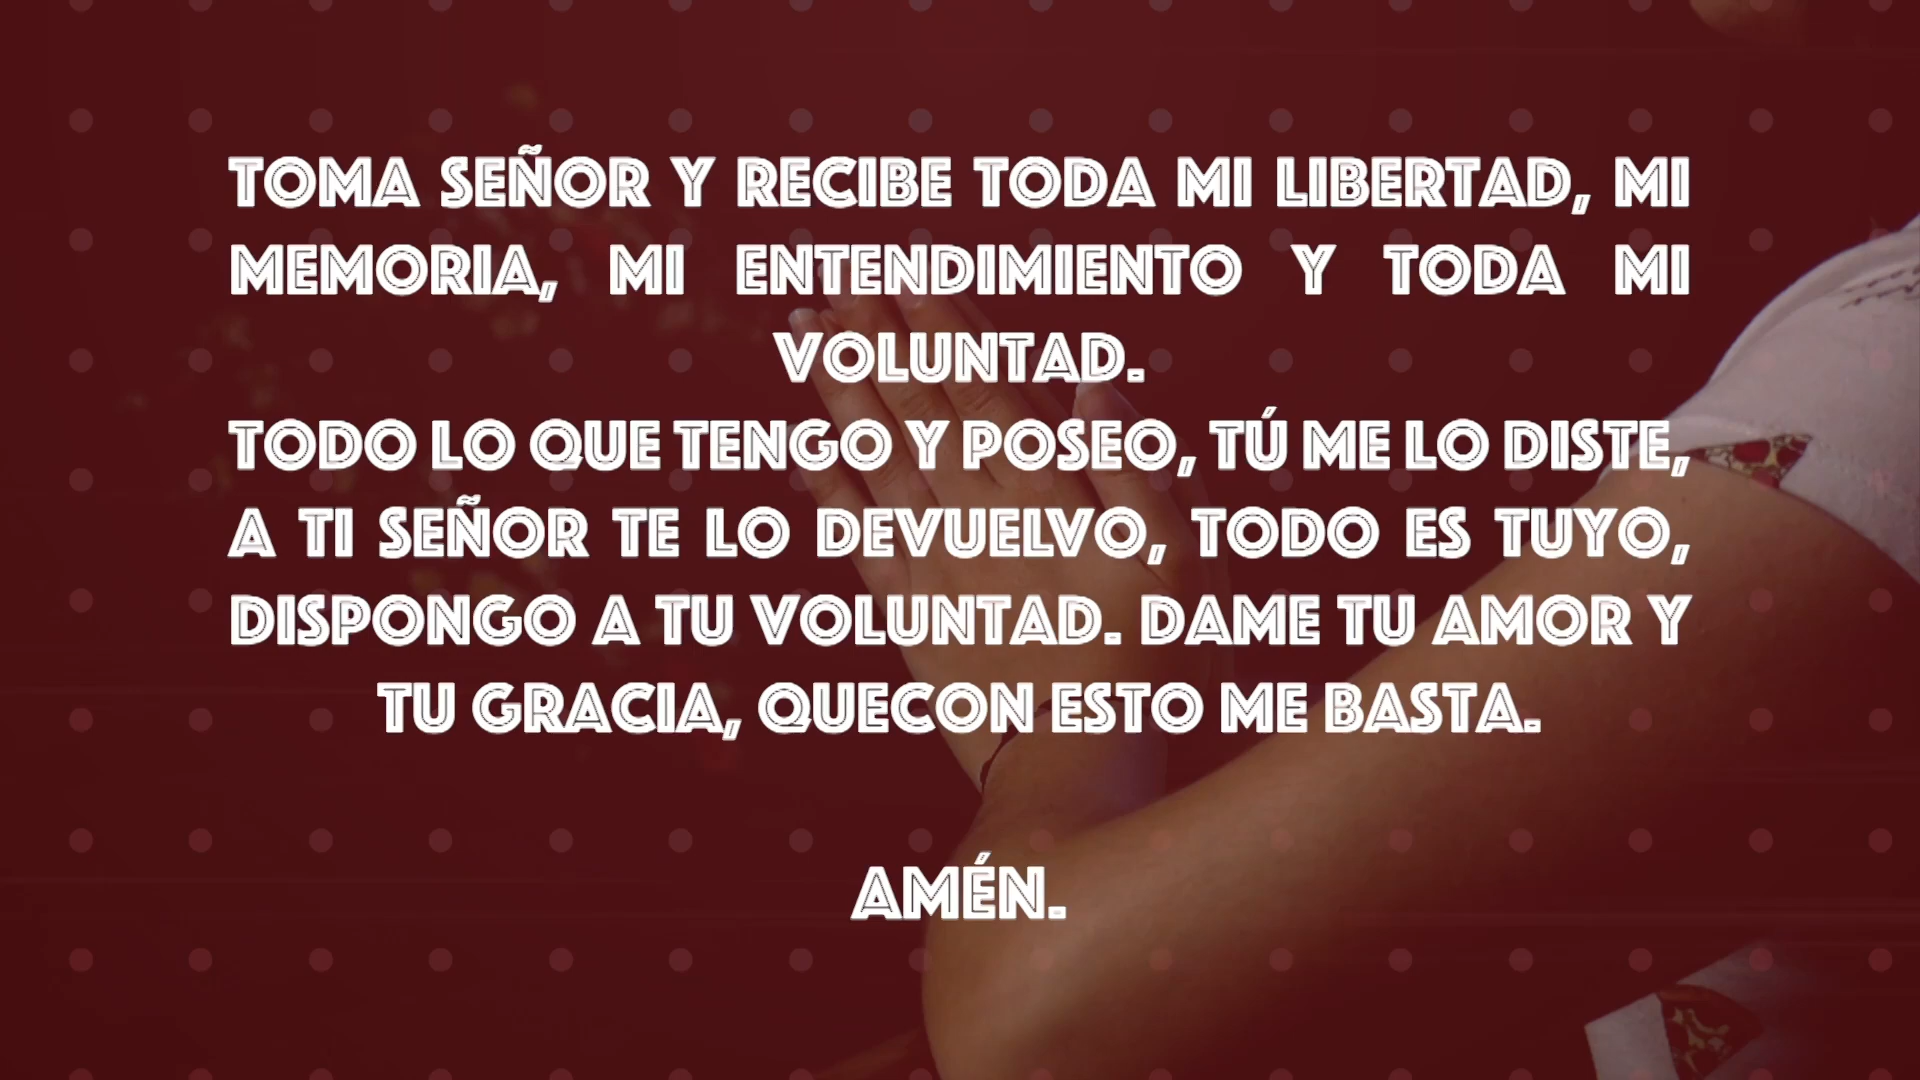 TOMA SEÑOR Y RECIBE TODA MI LIBERTAD, MI
MEMORIA, MI ENTENDIMIENTO Y TODA MI
VOLUNTAD.
TODO LO QUE TENGO Y POSEO, TÚ ME LO DISTE,
A TI SEÑOR TE LO DEVUELVO, TODO ES TUYO,
DISPONGO A TU VOLUNTAD. DAME TU AMOR Y
TU GRACIA, QUECON ESTO ME BASTA.
AMÉN.